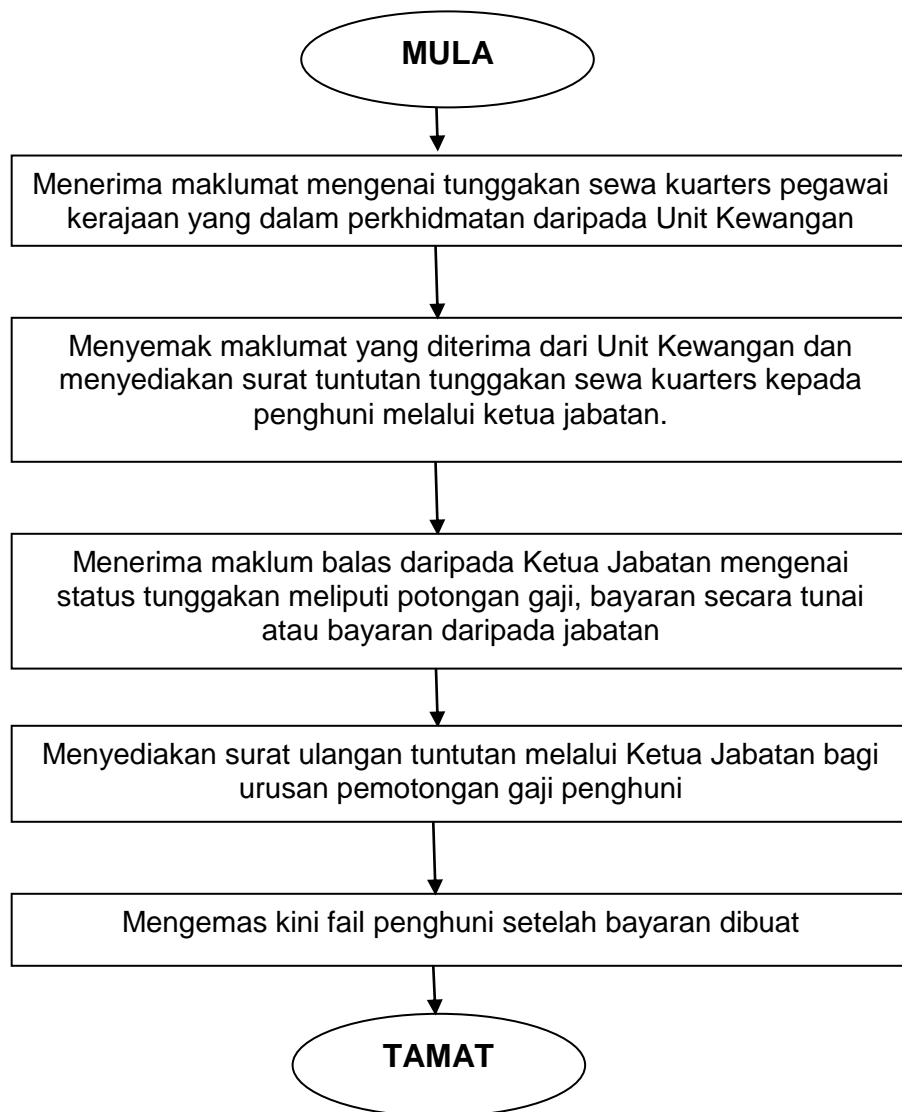 MULA
Menerima maklumat mengenai tunggakan sewa kuarters pegawai
kerajaan yang dalam perkhidmatan daripada Unit Kewangan
Menyemak maklumat yang diterima dari Unit Kewangan dan
menyediakan surat tuntutan tunggakan sewa kuarters kepada
penghuni melalui ketua jabatan.
Menerima maklum balas daripada Ketua Jabatan mengenai
status tunggakan meliputi potongan gaji, bayaran secara tunai
atau bayaran daripada jabatan
Menyediakan surat ulangan tuntutan melalui Ketua Jabatan bagi
urusan pemotongan gaji penghuni
Mengemas kini fail penghuni setelah bayaran dibuat
TAMAT